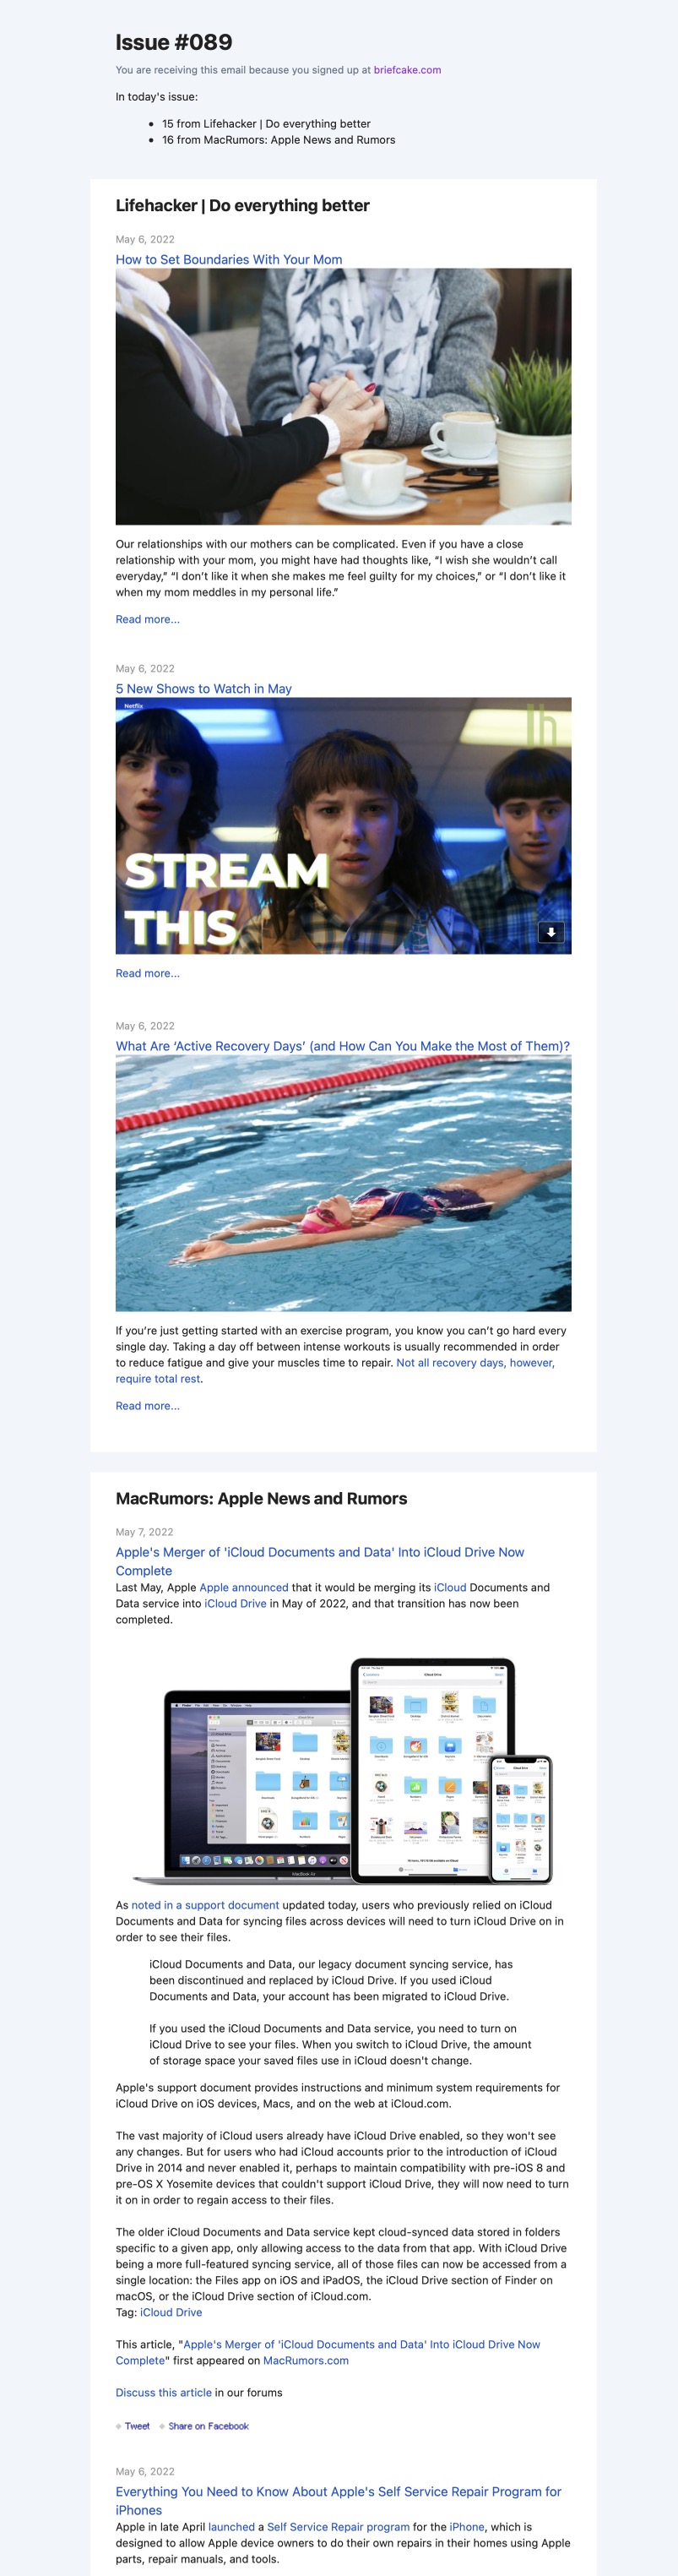 Issue #089
You are receiving this email because you signed up at briefcake.com
In today's issue:
• 15 from Lifehacker | Do everything better
• 16 from MacRumors: Apple News and Rumors
Lifehacker | Do everything better
May 6, 2022
How to Set Boundaries With Your Mom
Our relationships with our mothers can be complicated. Even if you have a close
relationship with your mom, you might have had thoughts like, “I wish she wouldn’t call
everyday,” “I don’t like it when she makes me feel guilty for my choices,” or “I don’t like it
when my mom meddles in my personal life.”
Read more...
May 6, 2022
5 New Shows to Watch in May
Netflix
lh
STREAM
THIS
Read more...
May 6, 2022
What Are ‘Active Recovery Days’ (and How Can You Make the Most of Them)?
If you’re just getting started with an exercise program, you know you can’t go hard every
single day. Taking a day off between intense workouts is usually recommended in order
to reduce fatigue and give your muscles time to repair. Not all recovery days, however,
require total rest.
Read more...
MacRumors: Apple News and Rumors
May 7, 2022
Apple's Merger of 'iCloud Documents and Data' Into iCloud Drive Now
Complete
Last May, Apple Apple announced that it would be merging its iCloud Documents and
Data service into iCloud Drive in May of 2022, and that transition has now been
completed.
As noted in a support document updated today, users who previously relied on iCloud
Documents and Data for syncing files across devices will need to turn iCloud Drive on in
order to see their files.
iCloud Documents and Data, our legacy document syncing service, has
been discontinued and replaced by iCloud Drive. If you used iCloud
Documents and Data, your account has been migrated to iCloud Drive.
If you used the iCloud Documents and Data service, you need to turn on
iCloud Drive to see your files. When you switch to iCloud Drive, the amount
of storage space your saved files use in iCloud doesn't change.
Apple's support document provides instructions and minimum system requirements for
iCloud Drive on iOS devices, Macs, and on the web at iCloud.com.
The vast majority of iCloud users already have iCloud Drive enabled, so they won't see
any changes. But for users who had iCloud accounts prior to the introduction of iCloud
Drive in 2014 and never enabled it, perhaps to maintain compatibility with pre-iOS 8 and
pre-OS X Yosemite devices that couldn't support iCloud Drive, they will now need to turn
it on in order to regain access to their files.
The older iCloud Documents and Data service kept cloud-synced data stored in folders
specific to a given app, only allowing access to the data from that app. With iCloud Drive
being a more full-featured syncing service, all of those files can now be accessed from a
single location: the Files app on iOS and iPadOS, the iCloud Drive section of Finder on
macOS, or the iCloud Drive section of iCloud.com.
Tag: iCloud Drive
This article, "Apple's Merger of 'iCloud Documents and Data' Into iCloud Drive Now
Complete" first appeared on MacRumors.com
Discuss this article in our forums
Tweet Share on Facebook
May 6, 2022
Everything You Need to Know About Apple's Self Service Repair Program for
iPhones
Apple in late April launched a Self Service Repair program for the iPhone, which is
designed to allow Apple device owners to do their own repairs in their homes using Apple
parts, repair manuals, and tools.